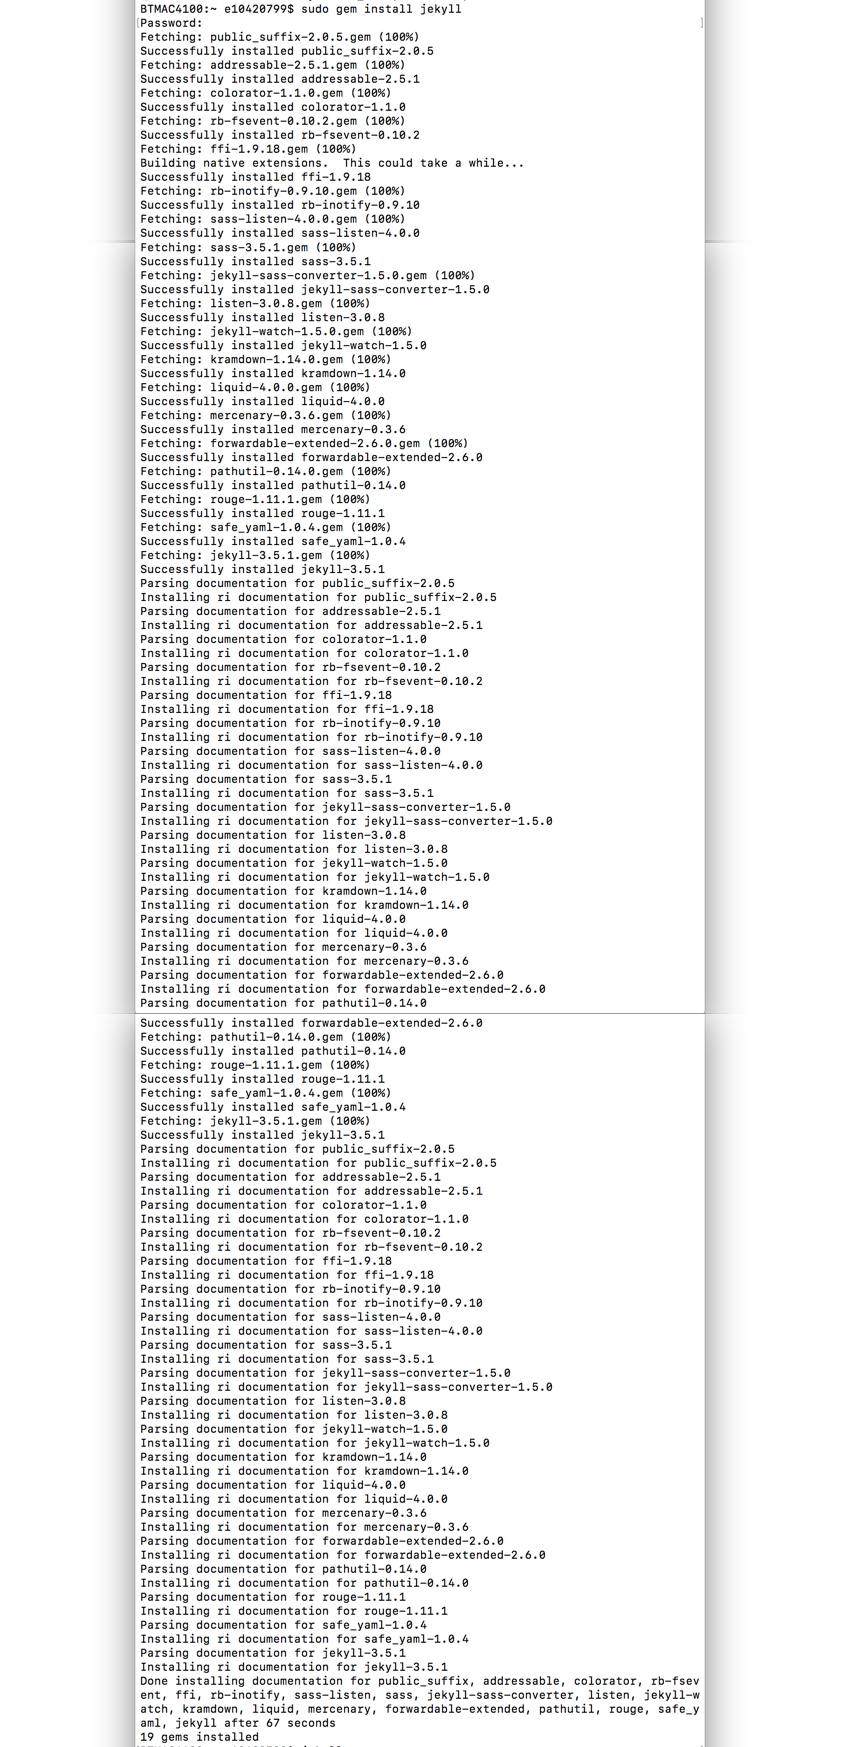 BTMAC4100:~ e10420799$ sudo gem install jekyll
[Password: ]
Fetching: public_suffix-2.0.5.gem (100%)
Successfully installed public_suffix-2.0.5
Fetching: addressable-2.5.1.gem (100%)
Successfully installed addressable-2.5.1
Fetching: colorator-1.1.0.gem (100%)
Successfully installed colorator-1.1.0
Fetching: rb-fsevent-0.10.2.gem (100%)
Successfully installed rb-fsevent-0.10.2
Fetching: ffi-1.9.18.gem (100%)
Building native extensions.  This could take a while...
Successfully installed ffi-1.9.18
Fetching: rb-inotify-0.9.10.gem (100%)
Successfully installed rb-inotify-0.9.10
Fetching: sass-listen-4.0.0.gem (100%)
Successfully installed sass-listen-4.0.0
Fetching: sass-3.5.1.gem (100%)
Successfully installed sass-3.5.1
Fetching: jekyll-sass-converter-1.5.0.gem (100%)
Successfully installed jekyll-sass-converter-1.5.0
Fetching: listen-3.0.8.gem (100%)
Successfully installed listen-3.0.8
Fetching: jekyll-watch-1.5.0.gem (100%)
Successfully installed jekyll-watch-1.5.0
Fetching: kramdown-1.14.0.gem (100%)
Successfully installed kramdown-1.14.0
Fetching: liquid-4.0.0.gem (100%)
Successfully installed liquid-4.0.0
Fetching: mercenary-0.3.6.gem (100%)
Successfully installed mercenary-0.3.6
Fetching: forwardable-extended-2.6.0.gem (100%)
Successfully installed forwardable-extended-2.6.0
Fetching: pathutil-0.14.0.gem (100%)
Successfully installed pathutil-0.14.0
Fetching: rouge-1.11.1.gem (100%)
Successfully installed rouge-1.11.1
Fetching: safe_yaml-1.0.4.gem (100%)
Successfully installed safe_yaml-1.0.4
Fetching: jekyll-3.5.1.gem (100%)
Successfully installed jekyll-3.5.1
Parsing documentation for public_suffix-2.0.5
Installing ri documentation for public_suffix-2.0.5
Parsing documentation for addressable-2.5.1
Installing ri documentation for addressable-2.5.1
Parsing documentation for colorator-1.1.0
Installing ri documentation for colorator-1.1.0
Parsing documentation for rb-fsevent-0.10.2
Installing ri documentation for rb-fsevent-0.10.2
Parsing documentation for ffi-1.9.18
Installing ri documentation for ffi-1.9.18
Parsing documentation for rb-inotify-0.9.10
Installing ri documentation for rb-inotify-0.9.10
Parsing documentation for sass-listen-4.0.0
Installing ri documentation for sass-listen-4.0.0
Parsing documentation for sass-3.5.1
Installing ri documentation for sass-3.5.1
Parsing documentation for jekyll-sass-converter-1.5.0
Installing ri documentation for jekyll-sass-converter-1.5.0
Parsing documentation for listen-3.0.8
Installing ri documentation for listen-3.0.8
Parsing documentation for jekyll-watch-1.5.0
Installing ri documentation for jekyll-watch-1.5.0
Parsing documentation for kramdown-1.14.0
Installing ri documentation for kramdown-1.14.0
Parsing documentation for liquid-4.0.0
Installing ri documentation for liquid-4.0.0
Parsing documentation for mercenary-0.3.6
Installing ri documentation for mercenary-0.3.6
Parsing documentation for forwardable-extended-2.6.0
Installing ri documentation for forwardable-extended-2.6.0
Parsing documentation for pathutil-0.14.0
Successfully installed forwardable-extended-2.6.0
Fetching: pathutil-0.14.0.gem (100%)
Successfully installed pathutil-0.14.0
Fetching: rouge-1.11.1.gem (100%)
Successfully installed rouge-1.11.1
Fetching: safe_yaml-1.0.4.gem (100%)
Successfully installed safe_yaml-1.0.4
Fetching: jekyll-3.5.1.gem (100%)
Successfully installed jekyll-3.5.1
Parsing documentation for public_suffix-2.0.5
Installing ri documentation for public_suffix-2.0.5
Parsing documentation for addressable-2.5.1
Installing ri documentation for addressable-2.5.1
Parsing documentation for colorator-1.1.0
Installing ri documentation for colorator-1.1.0
Parsing documentation for rb-fsevent-0.10.2
Installing ri documentation for rb-fsevent-0.10.2
Parsing documentation for ffi-1.9.18
Installing ri documentation for ffi-1.9.18
Parsing documentation for rb-inotify-0.9.10
Installing ri documentation for rb-inotify-0.9.10
Parsing documentation for sass-listen-4.0.0
Installing ri documentation for sass-listen-4.0.0
Parsing documentation for sass-3.5.1
Installing ri documentation for sass-3.5.1
Parsing documentation for jekyll-sass-converter-1.5.0
Installing ri documentation for jekyll-sass-converter-1.5.0
Parsing documentation for listen-3.0.8
Installing ri documentation for listen-3.0.8
Parsing documentation for jekyll-watch-1.5.0
Installing ri documentation for jekyll-watch-1.5.0
Parsing documentation for kramdown-1.14.0
Installing ri documentation for kramdown-1.14.0
Parsing documentation for liquid-4.0.0
Installing ri documentation for liquid-4.0.0
Parsing documentation for mercenary-0.3.6
Installing ri documentation for mercenary-0.3.6
Parsing documentation for forwardable-extended-2.6.0
Installing ri documentation for forwardable-extended-2.6.0
Parsing documentation for pathutil-0.14.0
Installing ri documentation for pathutil-0.14.0
Parsing documentation for rouge-1.11.1
Installing ri documentation for rouge-1.11.1
Parsing documentation for safe_yaml-1.0.4
Installing ri documentation for safe_yaml-1.0.4
Parsing documentation for jekyll-3.5.1
Installing ri documentation for jekyll-3.5.1
Done installing documentation for public_suffix, addressable, colorator, rb-fsev
ent, ffi, rb-inotify, sass-listen, sass, jekyll-sass-converter, listen, jekyll-w
atch, kramdown, liquid, mercenary, forwardable-extended, pathutil, rouge, safe_y
aml, jekyll after 67 seconds
19 gems installed